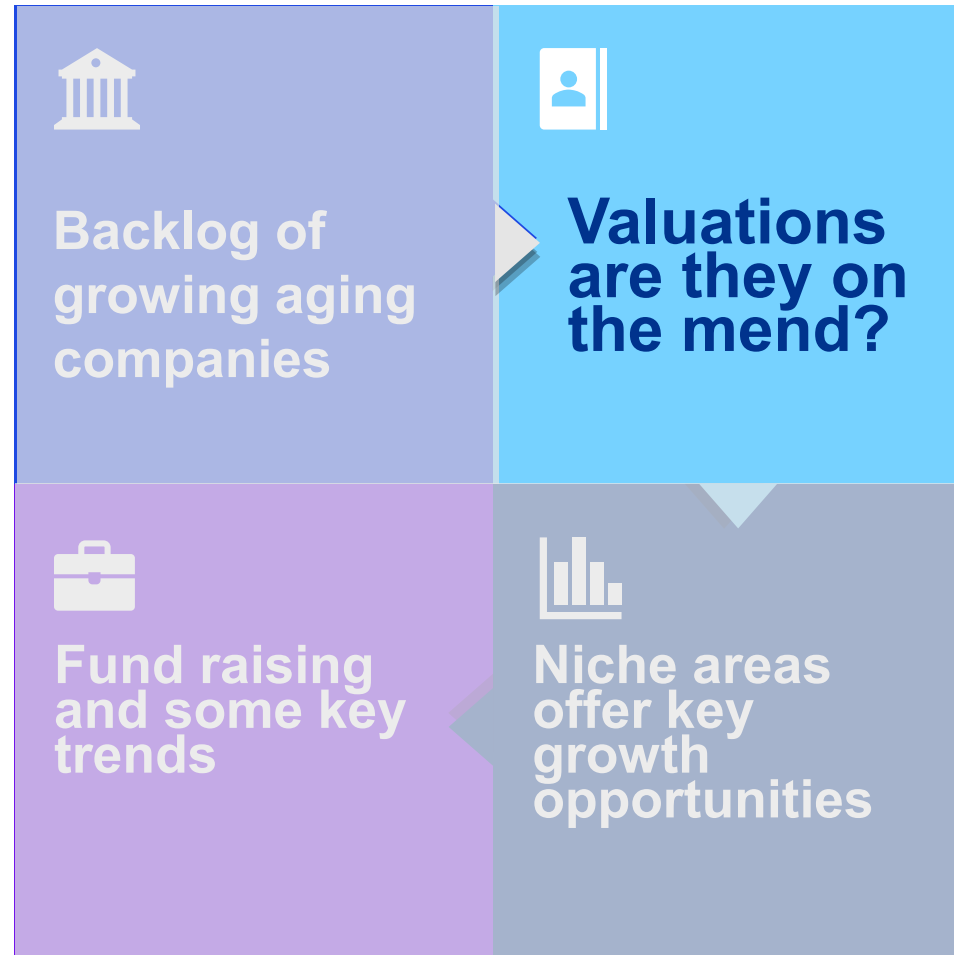 Backlog of
growing aging
companies
Valuations
are they on
the mend?
Fund raising
and some key
trends
Niche areas
offer key
growth
opportunities